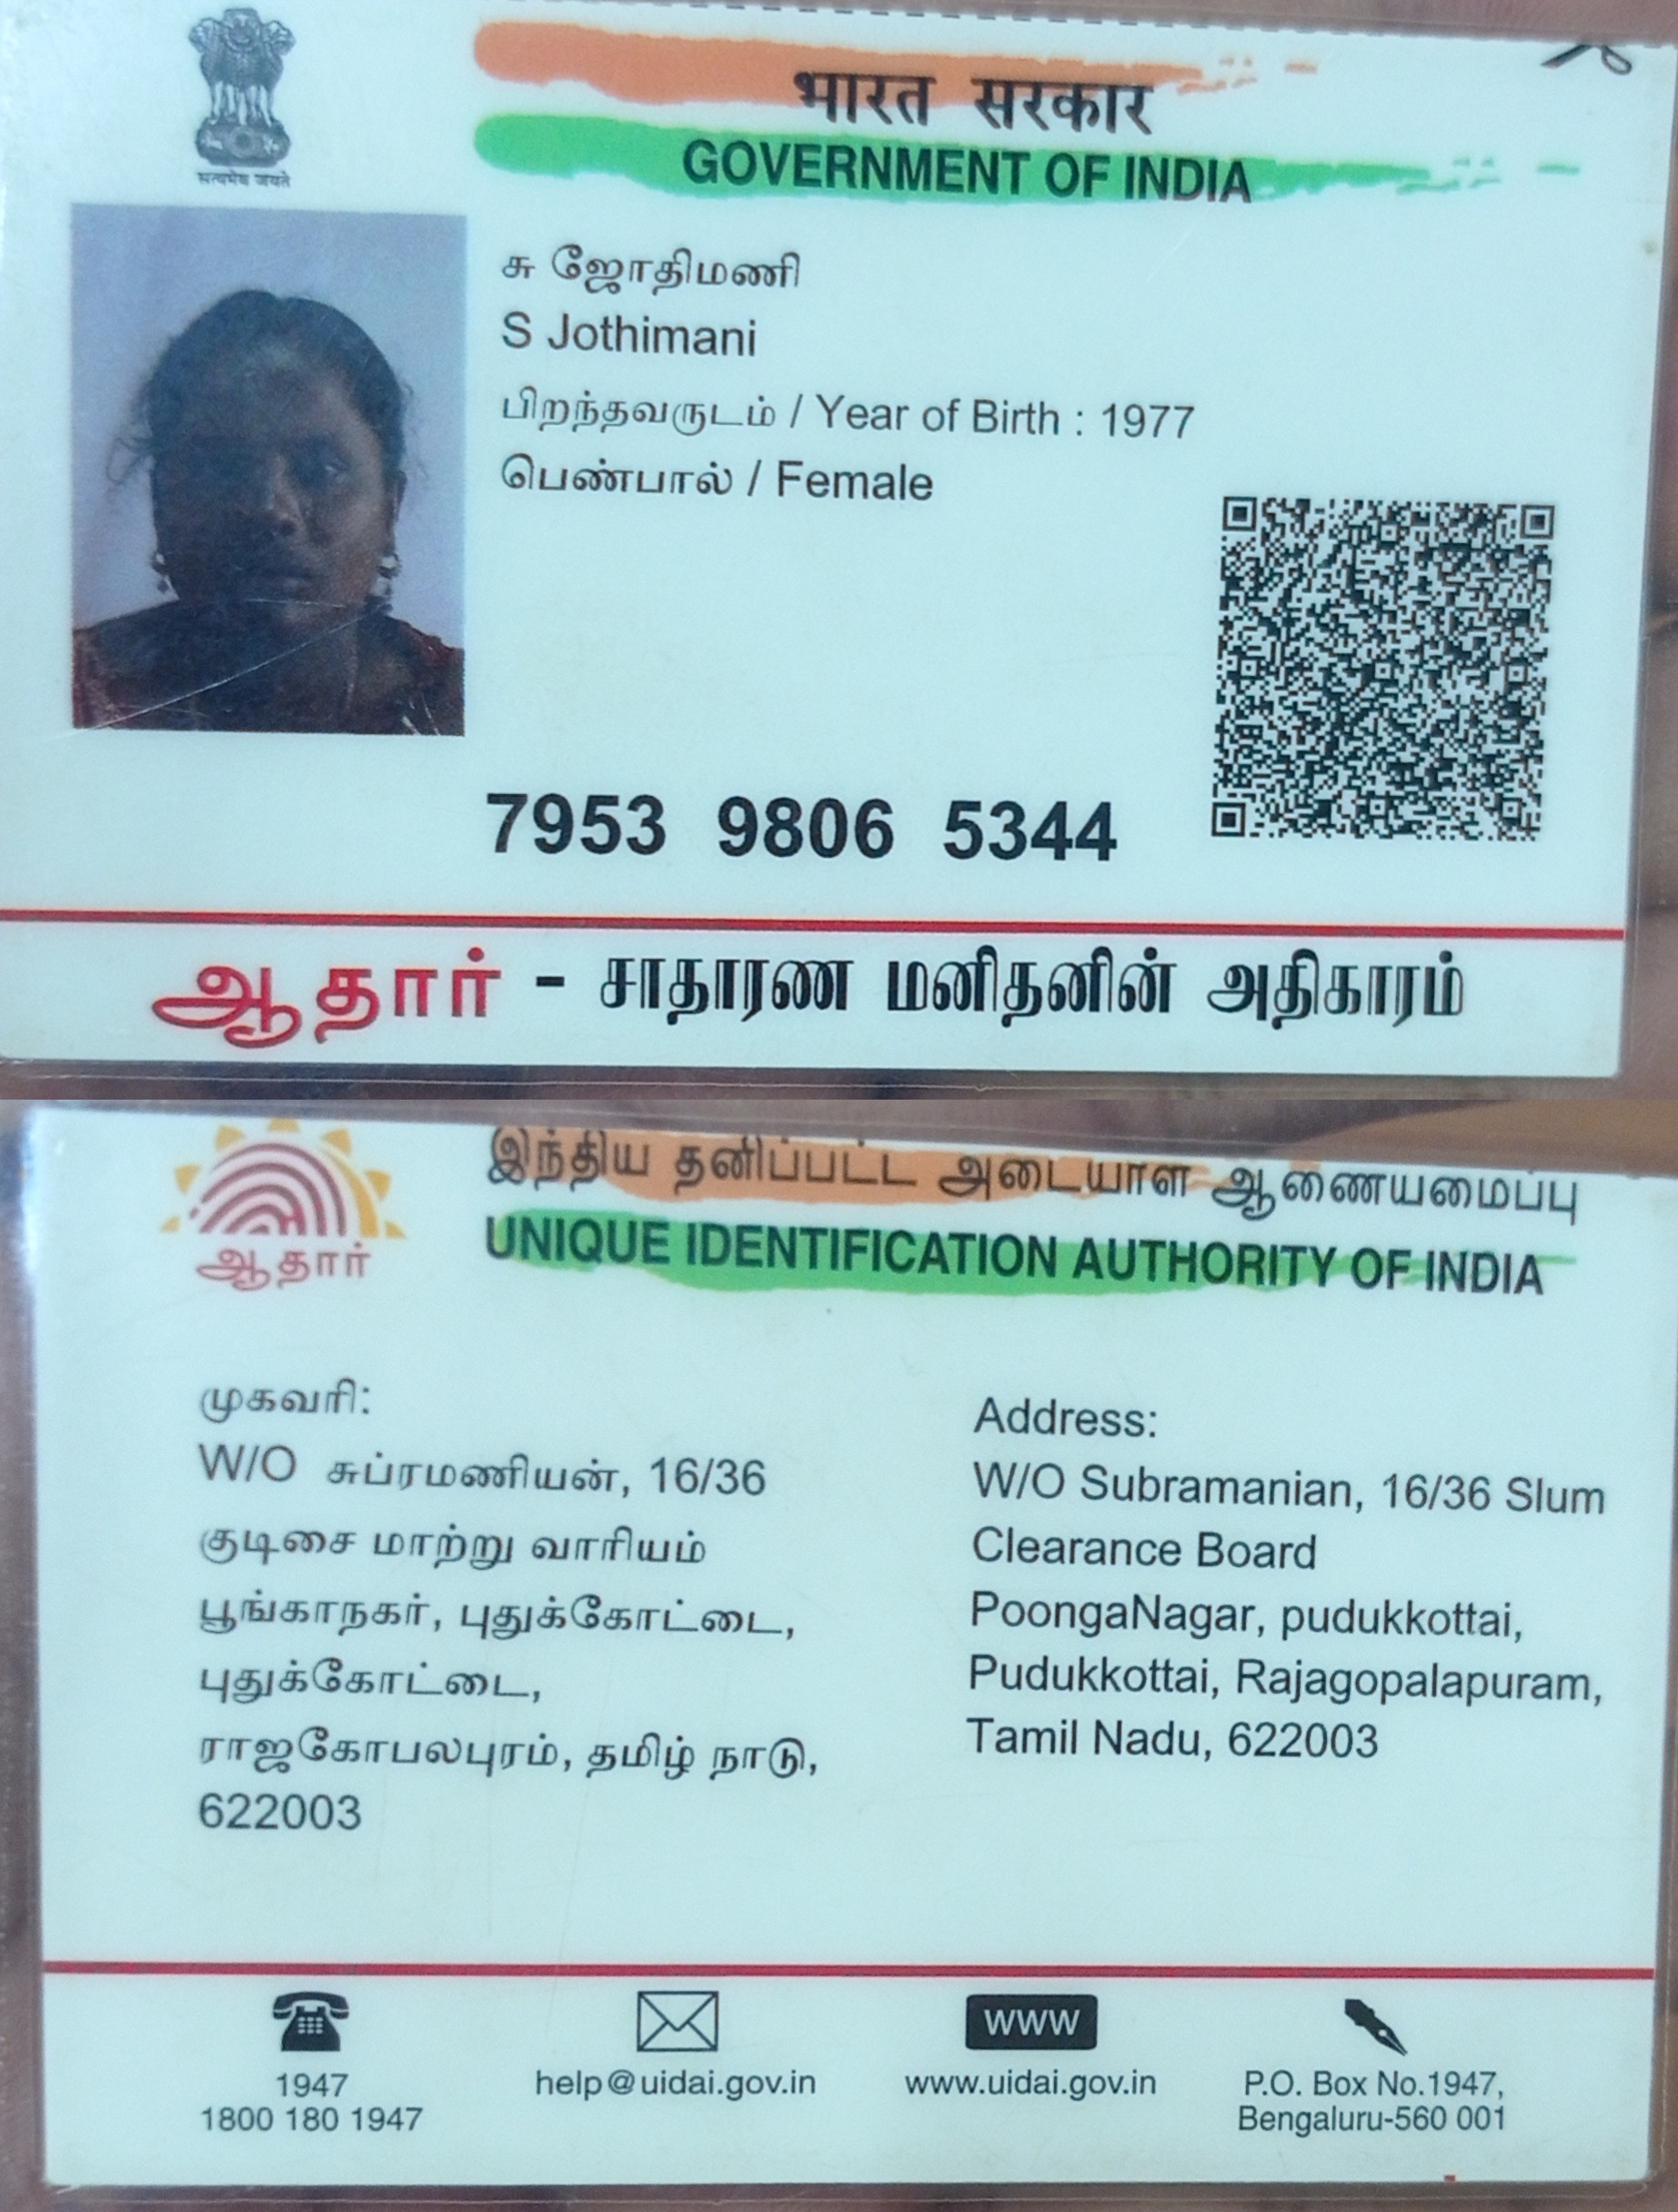 सत्यमेव जयते
भारत सरकार
GOVERNMENT OF INDIA
சு ஜோதிமணி
S Jothimani
பிறந்தவருடம் / Year of Birth : 1977
பெண்பால் / Female
7953 9806 5344
ஆதார் - சாதாரண மனிதனின் அதிகாரம்
இந்திய தனிப்பட்ட அடையாள ஆணையமைப்பு
UNIQUE IDENTIFICATION AUTHORITY OF INDIA
ஆதார்
முகவரி:
W/O சுப்ரமணியன், 16/36
குடிசை மாற்று வாரியம்
பூங்காநகர், புதுக்கோட்டை,
புதுக்கோட்டை,
ராஜகோபலபுரம், தமிழ் நாடு,
622003
Address:
W/O Subramanian, 16/36 Slum
Clearance Board
PoongaNagar, pudukkottai,
Pudukkottai, Rajagopalapuram,
Tamil Nadu, 622003
1947
1800 180 1947
help@uidai.gov.in
www
www.uidai.gov.in
P.O. Box No.1947,
Bengaluru-560 001